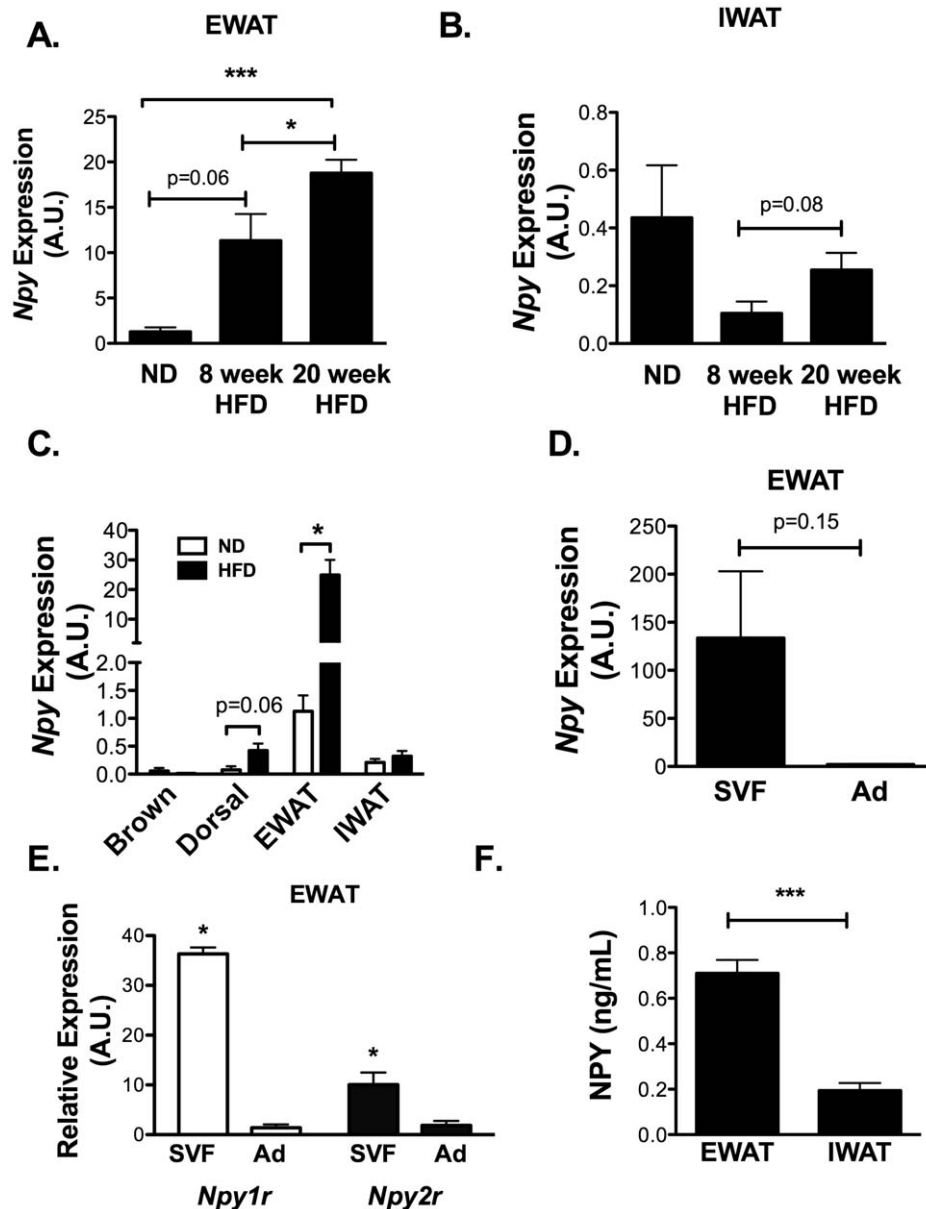 A.
EWAT
***
*
p=0.06
25
20
15
10
5
0
Npy Expression
(A.U.)
ND
8 week
HFD
20 week
HFD
B.
IWAT
p=0.08
0.8
0.6
0.4
0.2
0.0
Npy Expression
(A.U.)
ND
8 week
HFD
20 week
HFD
C.
ND
HFD
*
p=0.06
40
30
20
10
2.0
1.5
1.0
0.5
0.0
Npy Expression
(A.U.)
Brown
Dorsal
EWAT
IWAT
D.
EWAT
p=0.15
250
200
150
100
50
0
Npy Expression
(A.U.)
SVF
Ad
E.
EWAT
*
*
40
30
20
10
0
Relative Expression
(A.U.)
SVF Ad SVF Ad
Npy1r Npy2r
F.
***
1.0
0.8
0.6
0.4
0.2
0.0
NPY (ng/mL)
EWAT IWAT